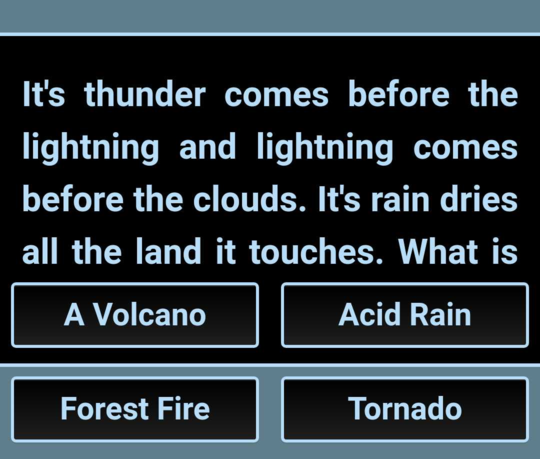 It's thunder comes before the
lightning and lightning comes
before the clouds. It's rain dries
all the land it touches. What is
A Volcano
Acid Rain
Forest Fire
Tornado